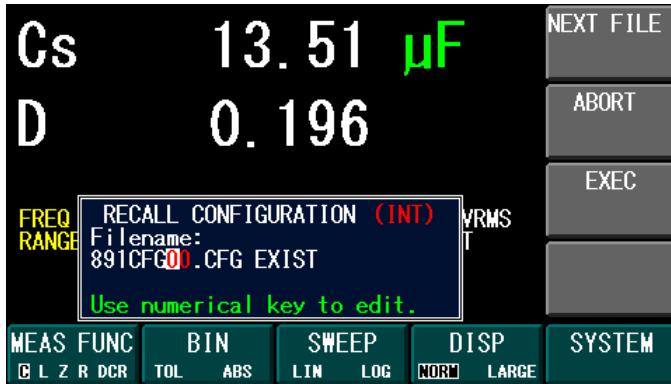 Cs 13.51 µF
D 0.196
FREQ VRMS
RANGE T
RECALL CONFIGURATION (INT)
Filename:
891CFG00.CFG EXIST
Use numerical key to edit.
NEXT FILE
ABORT
EXEC
MEAS FUNC
C L Z R DCR
BIN
TOL ABS
SWEEP
LIN LOG
DISP
NORM LARGE
SYSTEM